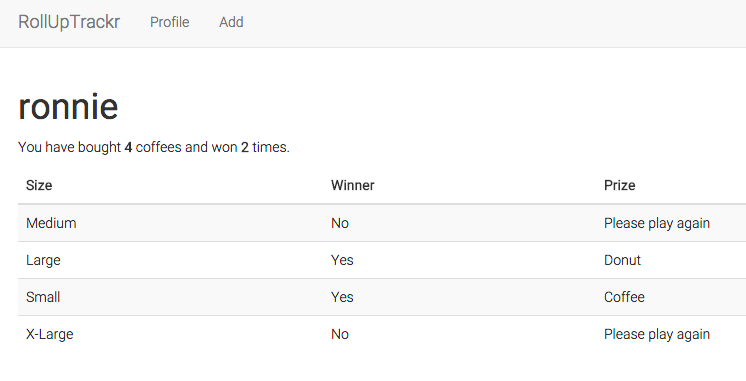 RollUpTrackr Profile Add
ronnie
You have bought 4 coffees and won 2 times.
Size Winner Prize
Medium No Please play again
Large Yes Donut
Small Yes Coffee
X-Large No Please play again